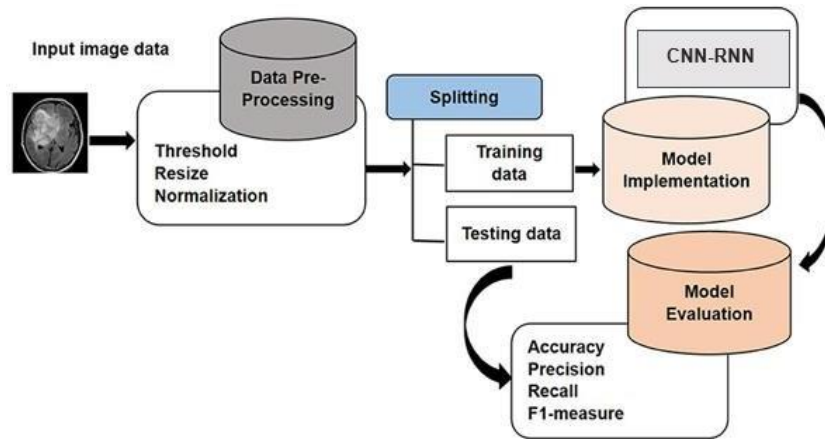 Input image data
Data Pre-
Processing
Threshold
Resize
Normalization
Splitting
Training
data
Testing data
CNN-RNN
Model
Implementation
Model
Evaluation
Accuracy
Precision
Recall
F1-measure